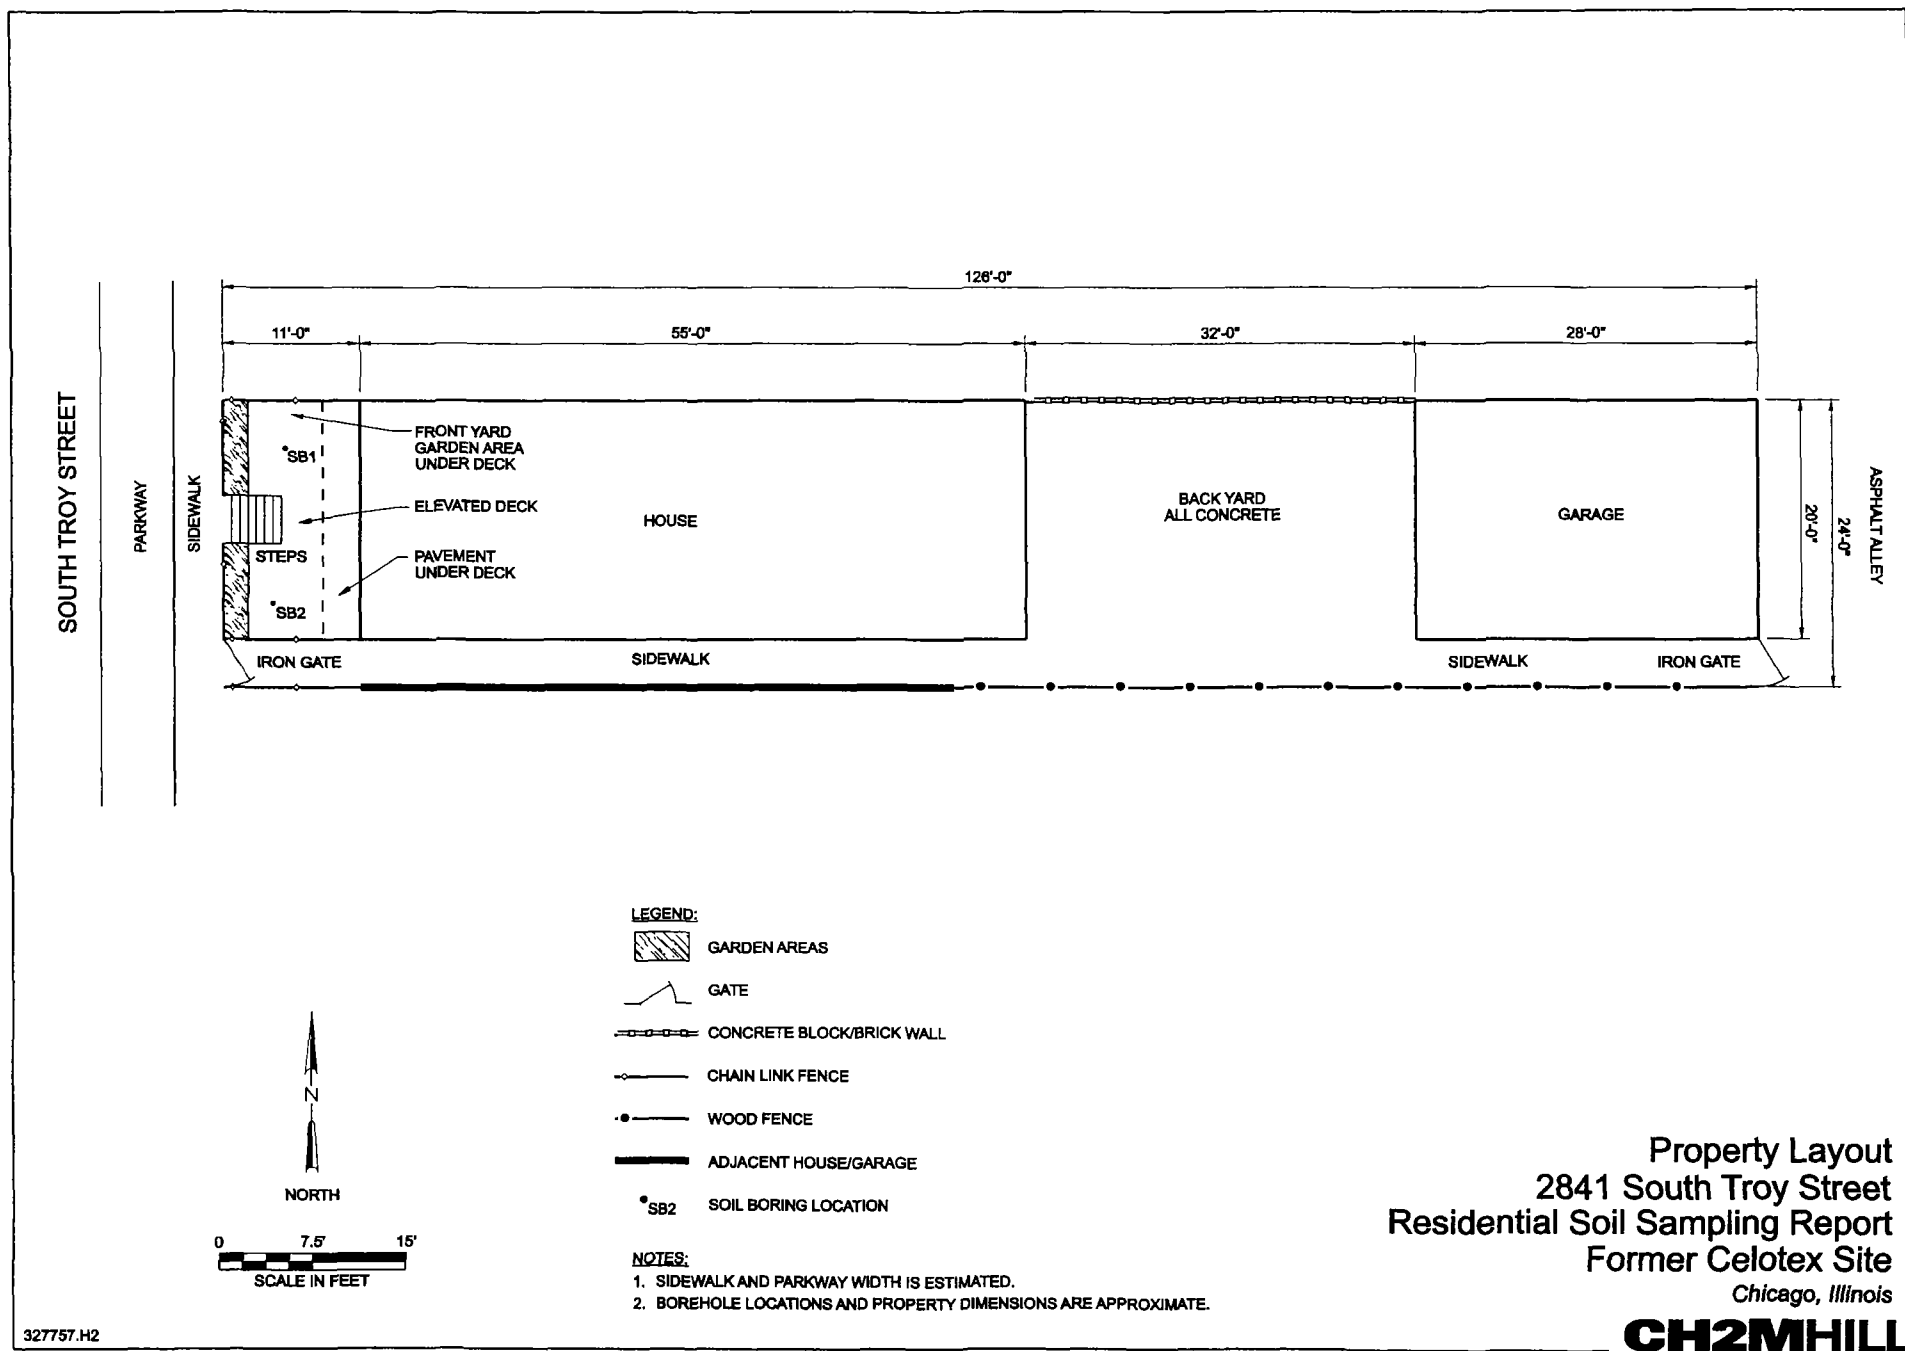 126'-0"
11'-0"
55'-0"
32'-0"
28'-0"
SOUTH TROY STREET
PARKWAY
SIDEWALK
SB1
FRONT YARD
GARDEN AREA
UNDER DECK
ELEVATED DECK
STEPS
PAVEMENT
UNDER DECK
SB2
HOUSE
BACK YARD
ALL CONCRETE
GARAGE
20'-0"
24'-0"
ASPHALT ALLEY
IRON GATE
SIDEWALK
SIDEWALK
IRON GATE
LEGEND:
GARDEN AREAS
GATE
CONCRETE BLOCK/BRICK WALL
CHAIN LINK FENCE
WOOD FENCE
ADJACENT HOUSE/GARAGE
SB2 SOIL BORING LOCATION
N
NORTH
0 7.5' 15'
SCALE IN FEET
NOTES:
1. SIDEWALK AND PARKWAY WIDTH IS ESTIMATED.
2. BOREHOLE LOCATIONS AND PROPERTY DIMENSIONS ARE APPROXIMATE.
Property Layout
2841 South Troy Street
Residential Soil Sampling Report
Former Celotex Site
Chicago, Illinois
CH2MHILL
327757.H2